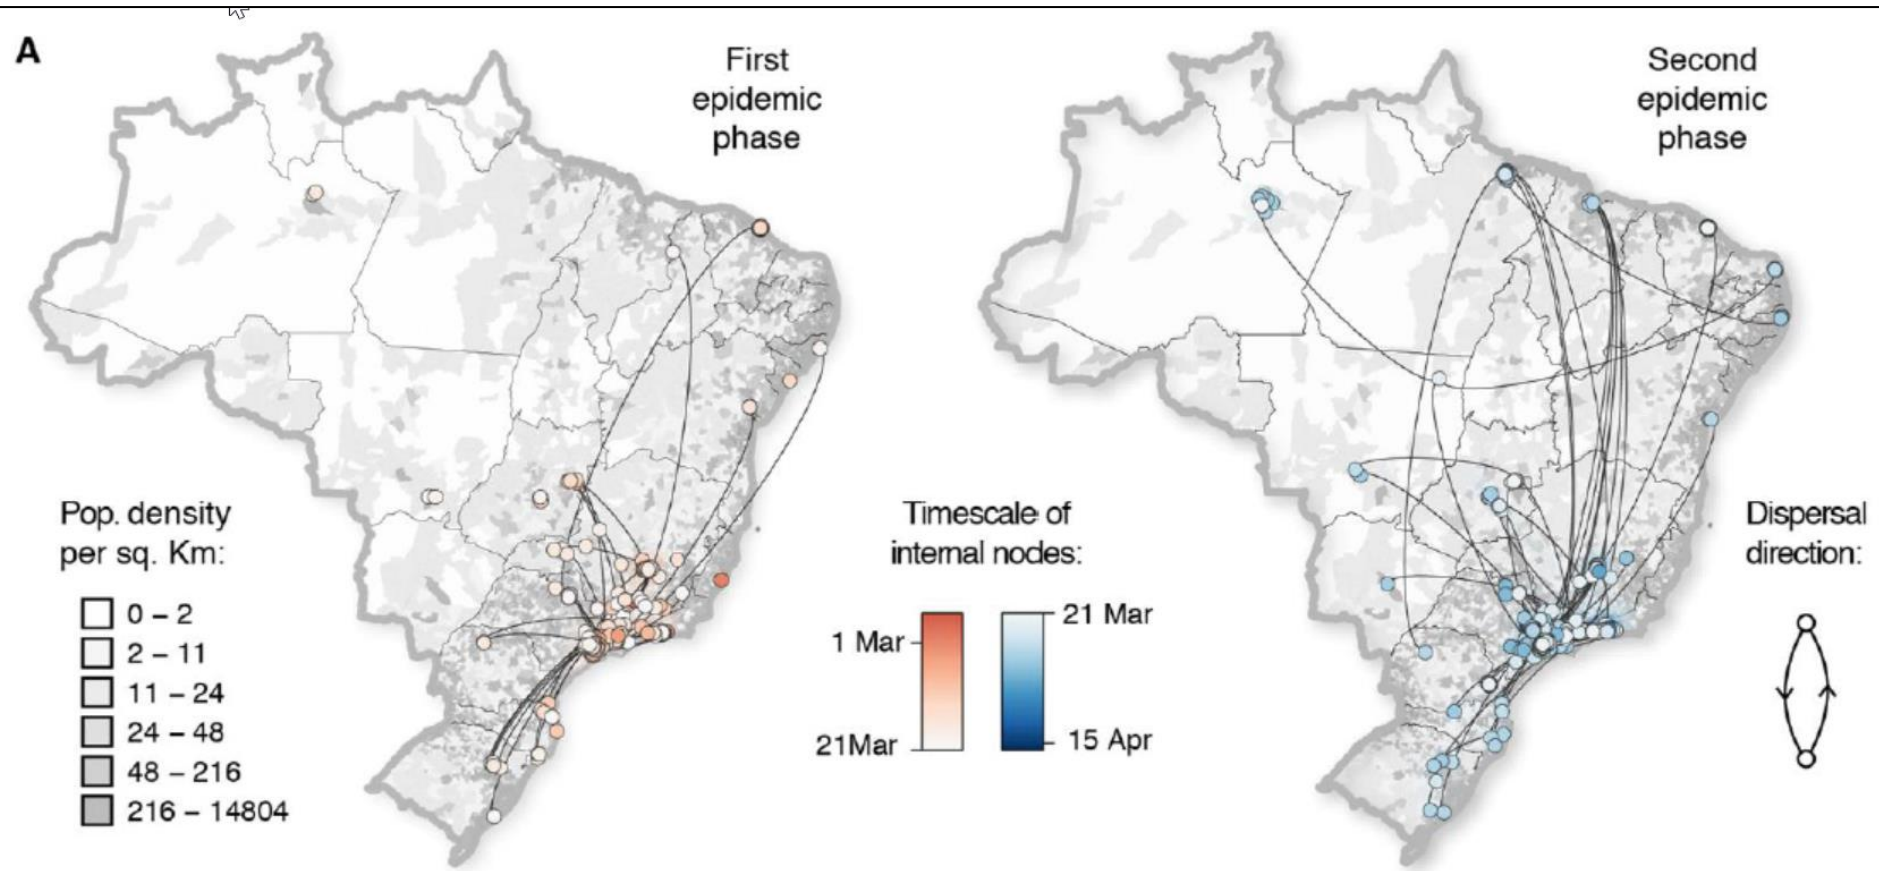 A
First
epidemic
phase
Second
epidemic
phase
Pop. density
per sq. Km:
0 – 2
2 – 11
11 – 24
24 – 48
48 – 216
216 – 14804
Timescale of
internal nodes:
1 Mar
21Mar
21 Mar
15 Apr
Dispersal
direction: